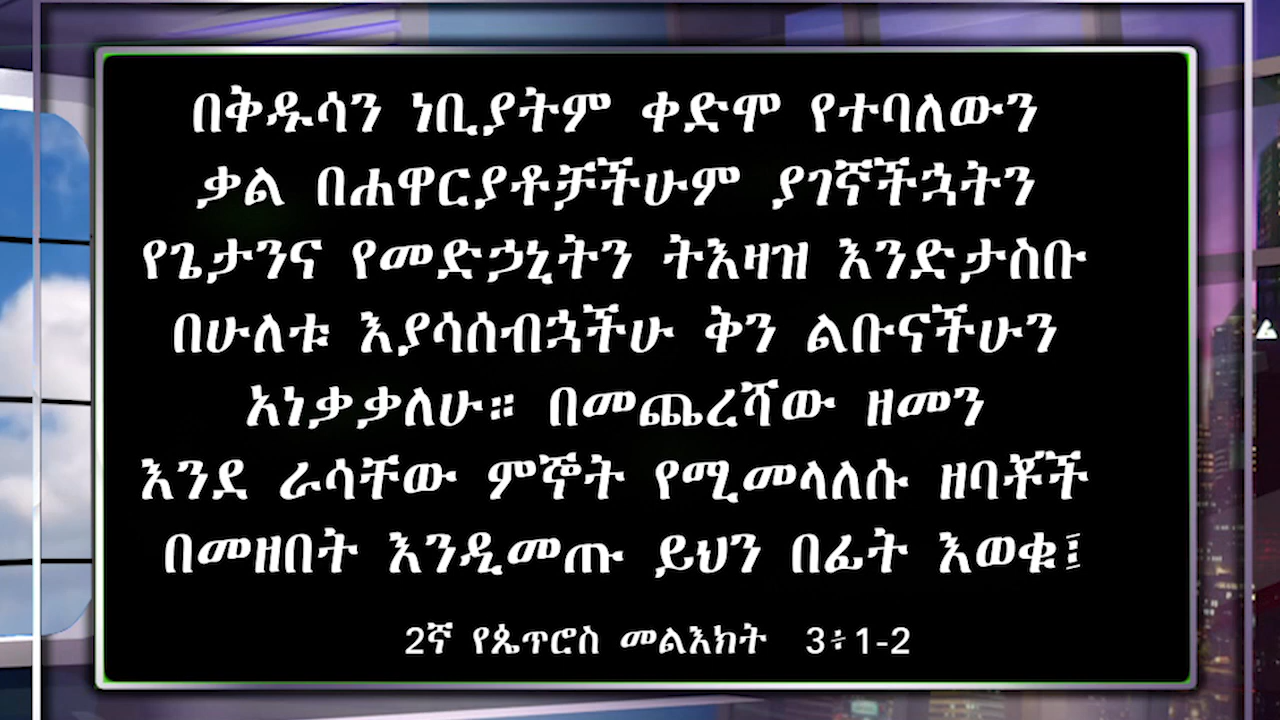 በቅዱሳን ነቢያትም ቀድሞ የተባለውን
ቃል በሐዋርያቶቻችሁም ያገኛችኋትን
የጌታንና የመድኃኒትን ትእዛዝ እንድታስቡ
በሁለቱ እያሳሰብኋችሁ ቅን ልቡናችሁን
አነቃቃለሁ። በመጨረሻው ዘመን
እንደ ራሳቸው ምኞት የሚመላለሱ ዘባቾች
በመዘበት እንዲመጡ ይህን በፊት እወቁ፤
2ኛ የጴጥሮስ መልእክት 3፥1-2